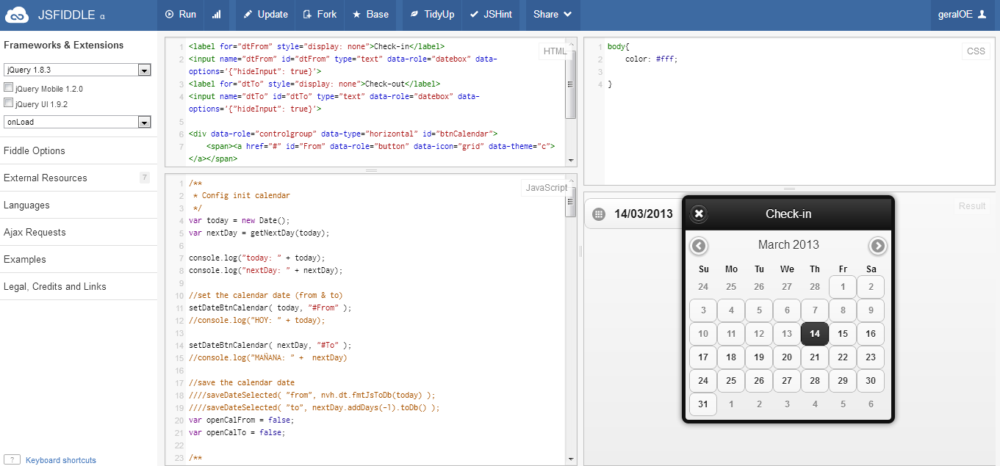 JSFIDDLE α
Run
Update
Fork
Base
TidyUp
JSHint
Share
geralOE
Frameworks & Extensions
jQuery 1.8.3
jQuery Mobile 1.2.0
jQuery UI 1.9.2
onLoad
Fiddle Options
External Resources 7
Languages
Ajax Requests
Examples
Legal, Credits and Links
? Keyboard shortcuts
HTML
1 <label for="dtFrom" style="display: none">Check-in</label>
2 <input name="dtFrom" id="dtFrom" type="text" data-role="datebox" data-
options='{"hideInput": true}'>
3 <label for="dtTo" style="display: none">Check-out</label>
4 <input name="dtTo" id="dtTo" type="text" data-role="datebox" data-
options='{"hideInput": true}'>
5
6 <div data-role="controlgroup" data-type="horizontal" id="btnCalendar">
7 <span><a href="#" id="From" data-role="button" data-icon="grid" data-theme="c">
</a></span>
JavaScript
1 /**
2 * Config init calendar
3 */
4 var today = new Date();
5 var nextDay = getNextDay(today);
6
7 console.log("today: " + today);
8 console.log("nextDay: " + nextDay);
9
10 //set the calendar date (from & to)
11 setDateBtnCalendar( today, "#From" );
12 //console.log("HOY: " + today);
13
14 setDateBtnCalendar( nextDay, "#To" );
15 //console.log("MAÑANA: " + nextDay)
16
17 //save the calendar date
18 ////saveDateSelected( "from", nvh.dt.fmtJsToDb(today) );
19 ////saveDateSelected( "to", nextDay.addDays(-1).toDb() );
20 var openCalFrom = false;
21 var openCalTo = false;
22
23 /**
CSS
1 body{
2 color: #fff;
3
4 }
Result
14/03/2013
Check-in
March 2013
Su Mo Tu We Th Fr Sa
24 25 26 27 28 1 2
3 4 5 6 7 8 9
10 11 12 13 14 15 16
17 18 19 20 21 22 23
24 25 26 27 28 29 30
31 1 2 3 4 5 6